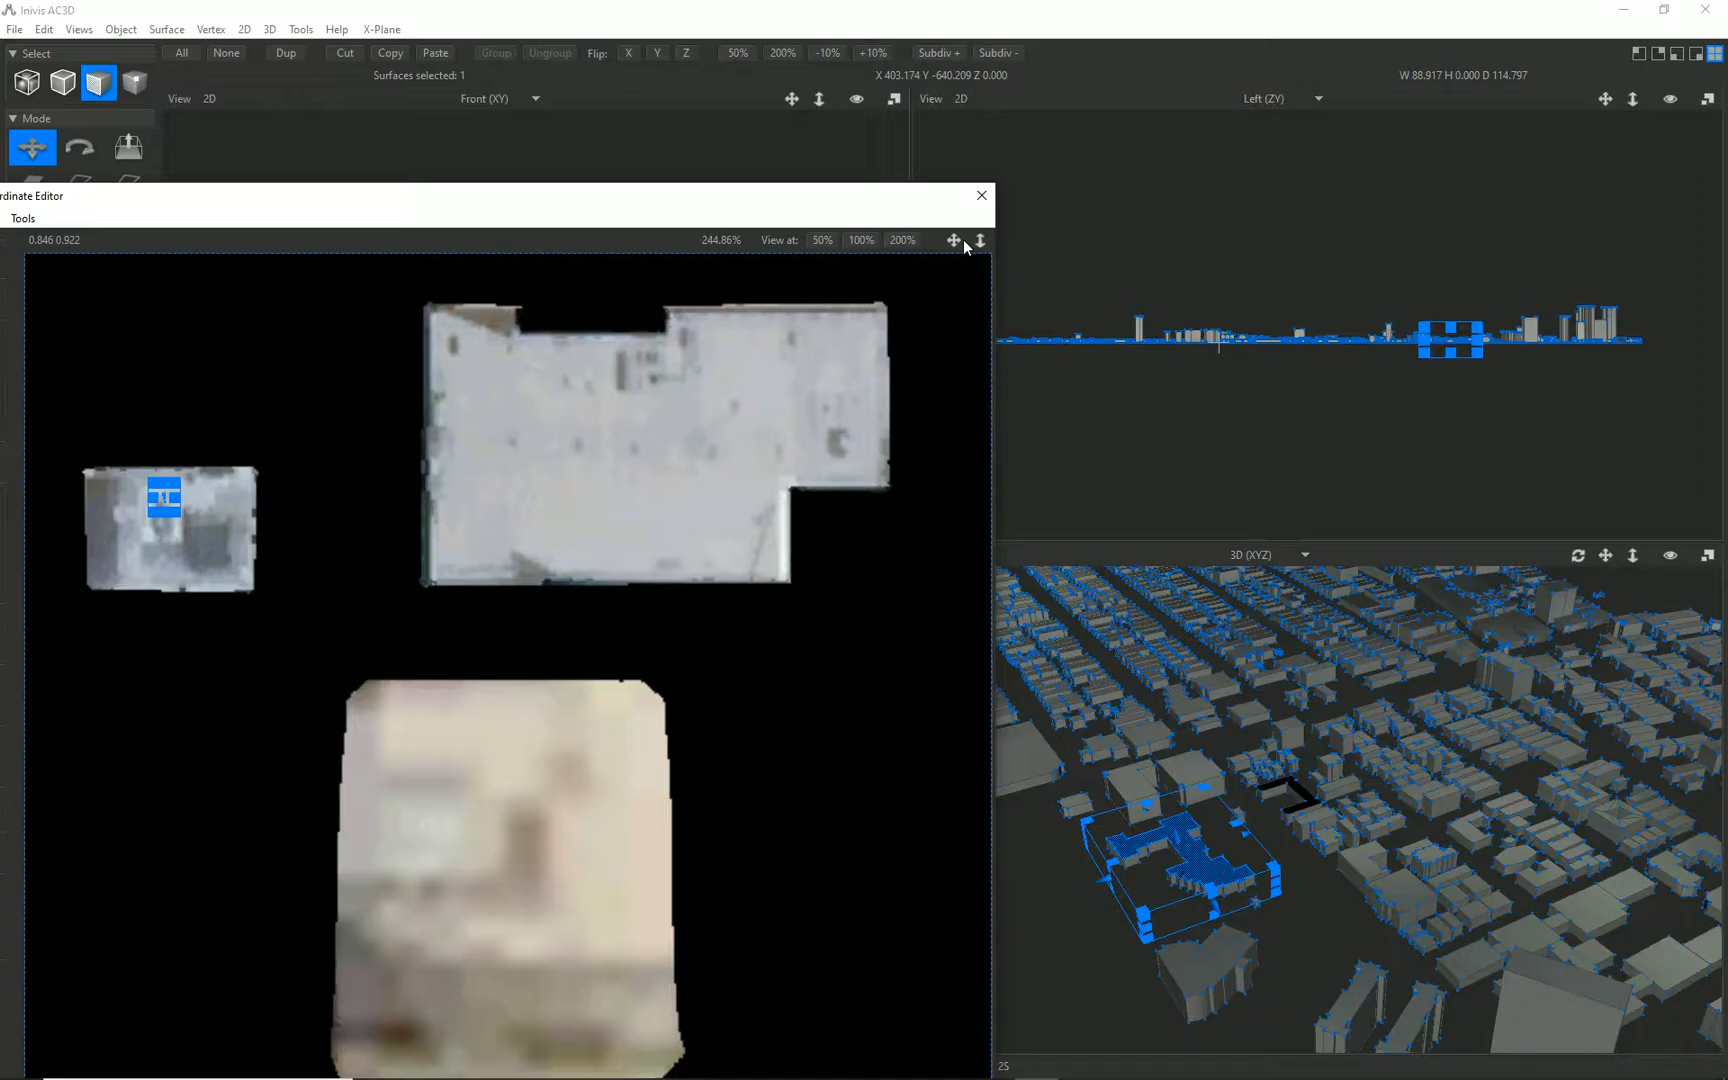 Inivis AC3D
File Edit Views Object Surface Vertex 2D 3D Tools Help X-Plane
Select All None Dup Cut Copy Paste Group Ungroup Flip: X Y Z 50% 200% -10% +10% Subdiv + Subdiv -
Surfaces selected: 1 X 403.174 Y -640.209 Z 0.000 W 88.917 H 0.000 D 114.797
View 2D Front (XY) View 2D Left (ZY)
Mode
rdinate Editor
Tools
0.846 0.922 244.86% View at: 50% 100% 200%
3D (XYZ)
2S